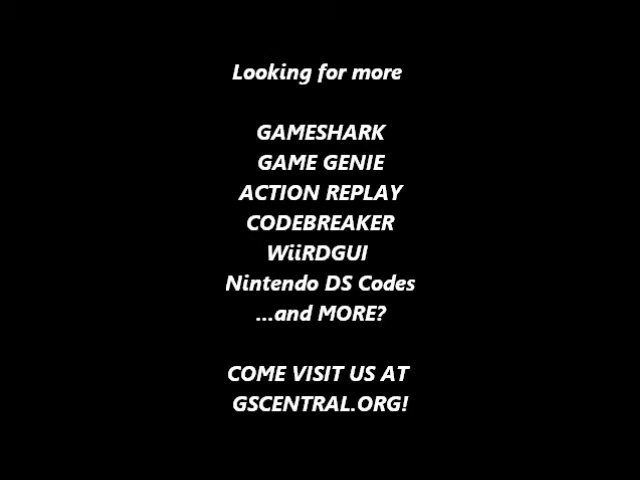 Looking for more
GAMESHARK
GAME GENIE
ACTION REPLAY
CODEBREAKER
WiiRDGUI
Nintendo DS Codes
...and MORE?
COME VISIT US AT
GSCENTRAL.ORG!